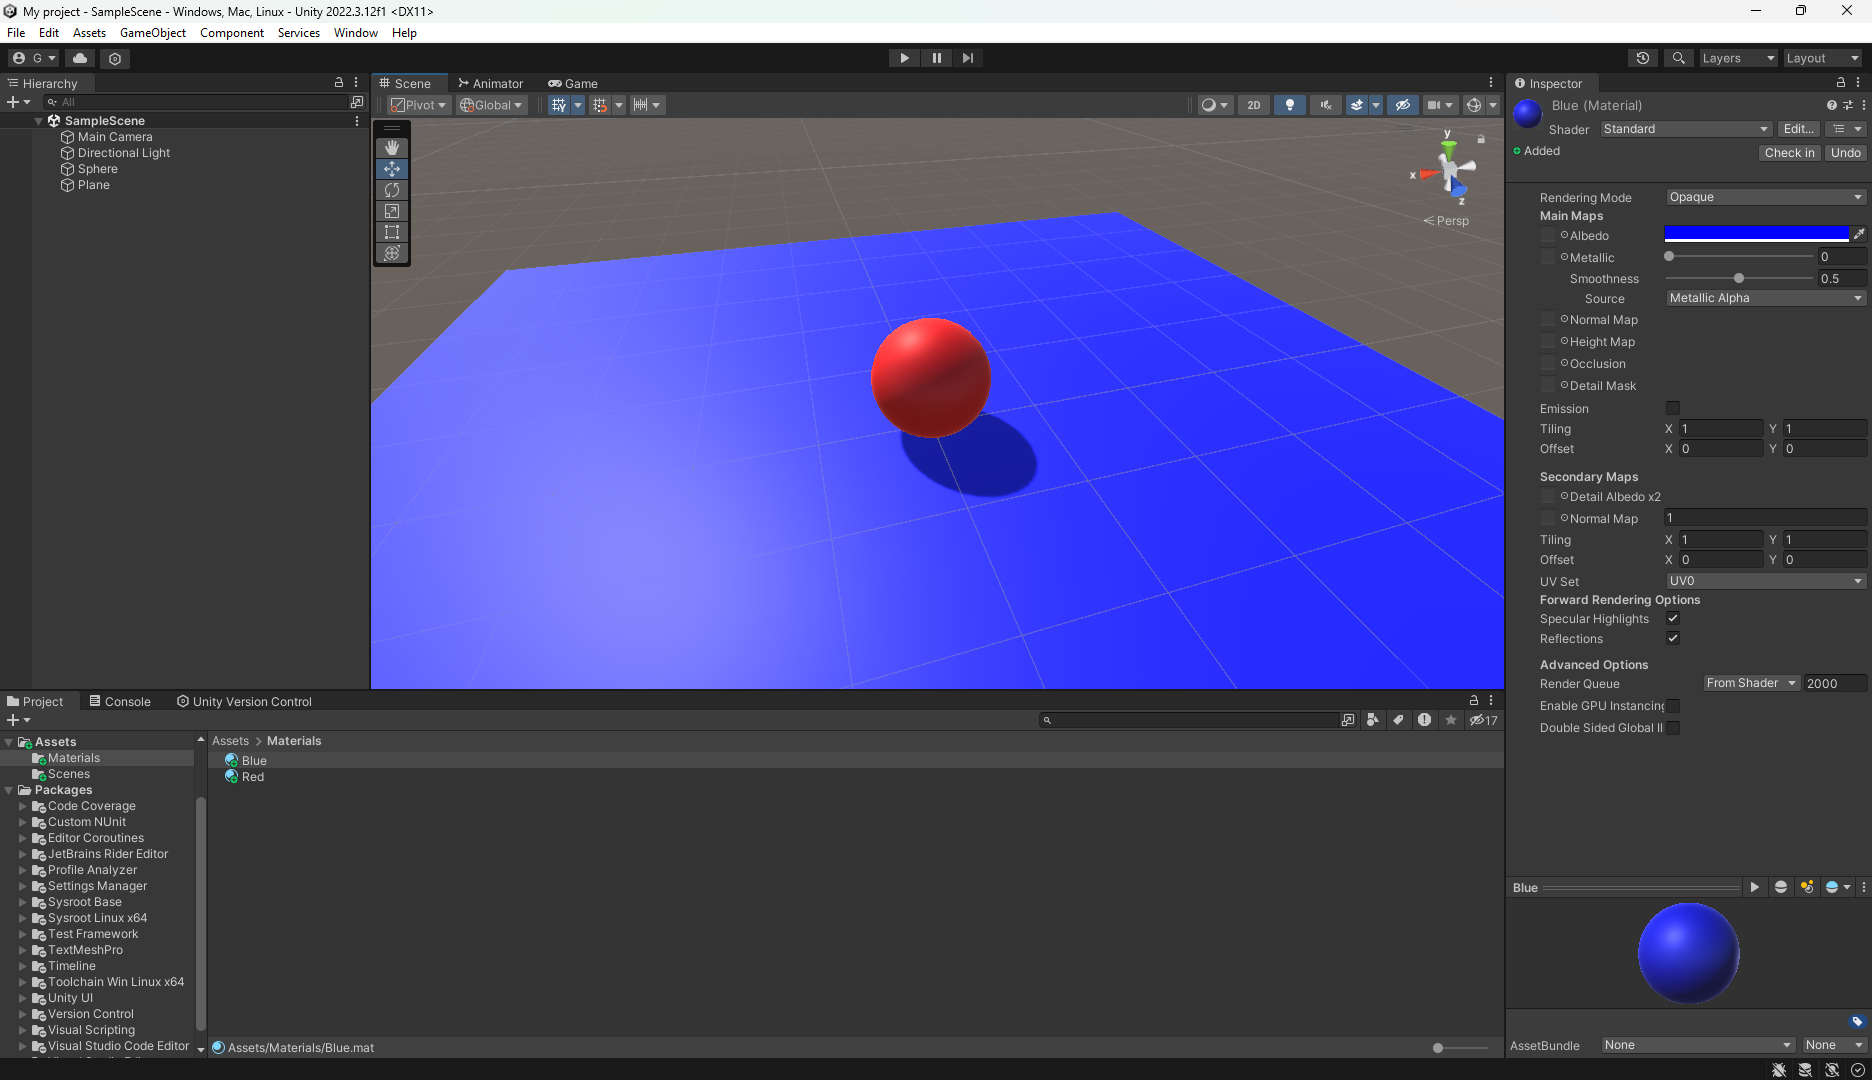 My project - SampleScene - Windows, Mac, Linux - Unity 2022.3.12f1 <DX11>
File Edit Assets GameObject Component Services Window Help
G
Layers
Layout
Hierarchy
All
SampleScene
Main Camera
Directional Light
Sphere
Plane
Scene Animator Game
Pivot Global
2D
y
x
z
Persp
Inspector
Blue (Material)
Shader Standard Edit...
Added Check in Undo
Rendering Mode Opaque
Main Maps
Albedo
Metallic 0
Smoothness 0.5
Source Metallic Alpha
Normal Map
Height Map
Occlusion
Detail Mask
Emission
Tiling X 1 Y 1
Offset X 0 Y 0
Secondary Maps
Detail Albedo x2
Normal Map 1
Tiling X 1 Y 1
Offset X 0 Y 0
UV Set UV0
Forward Rendering Options
Specular Highlights
Reflections
Advanced Options
Render Queue From Shader 2000
Enable GPU Instancing
Double Sided Global Il
Project Console Unity Version Control
17
Assets
Materials
Scenes
Packages
Code Coverage
Custom NUnit
Editor Coroutines
JetBrains Rider Editor
Profile Analyzer
Settings Manager
Sysroot Base
Sysroot Linux x64
Test Framework
TextMeshPro
Timeline
Toolchain Win Linux x64
Unity UI
Version Control
Visual Scripting
Visual Studio Code Editor
Assets > Materials
Blue
Red
Assets/Materials/Blue.mat
Blue
AssetBundle None None